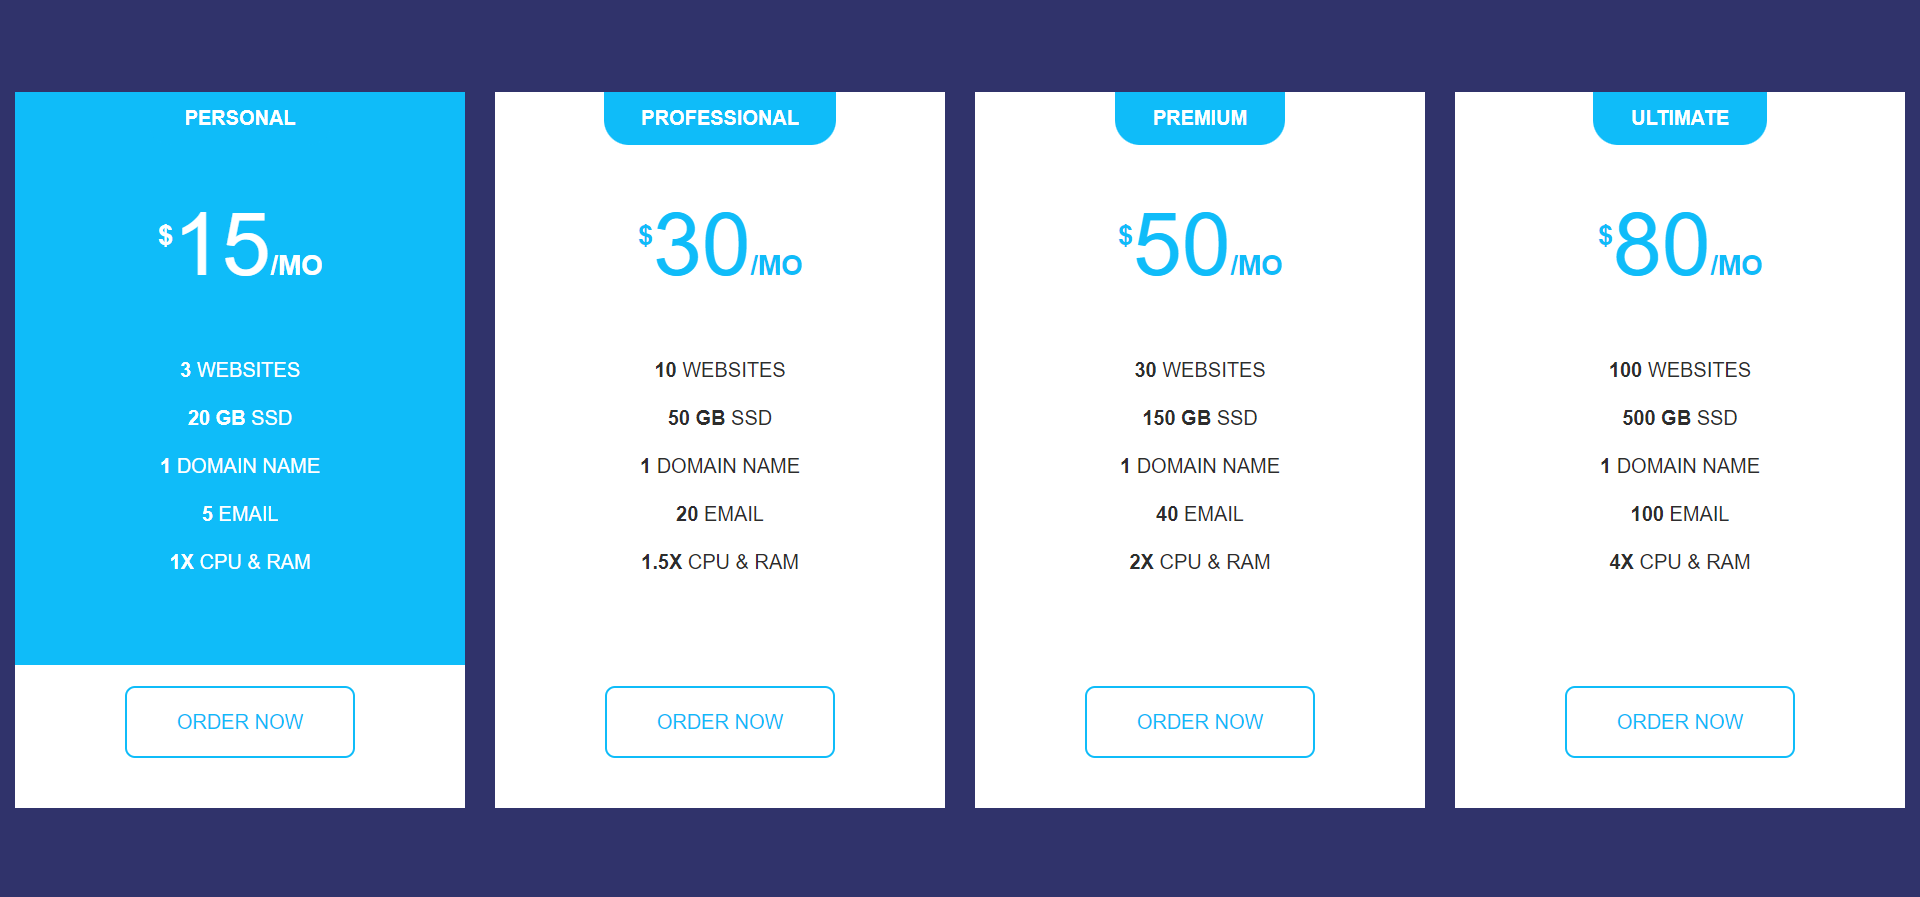 PERSONAL
$15/MO
3 WEBSITES
20 GB SSD
1 DOMAIN NAME
5 EMAIL
1X CPU & RAM
ORDER NOW
PROFESSIONAL
$30/MO
10 WEBSITES
50 GB SSD
1 DOMAIN NAME
20 EMAIL
1.5X CPU & RAM
ORDER NOW
PREMIUM
$50/MO
30 WEBSITES
150 GB SSD
1 DOMAIN NAME
40 EMAIL
2X CPU & RAM
ORDER NOW
ULTIMATE
$80/MO
100 WEBSITES
500 GB SSD
1 DOMAIN NAME
100 EMAIL
4X CPU & RAM
ORDER NOW